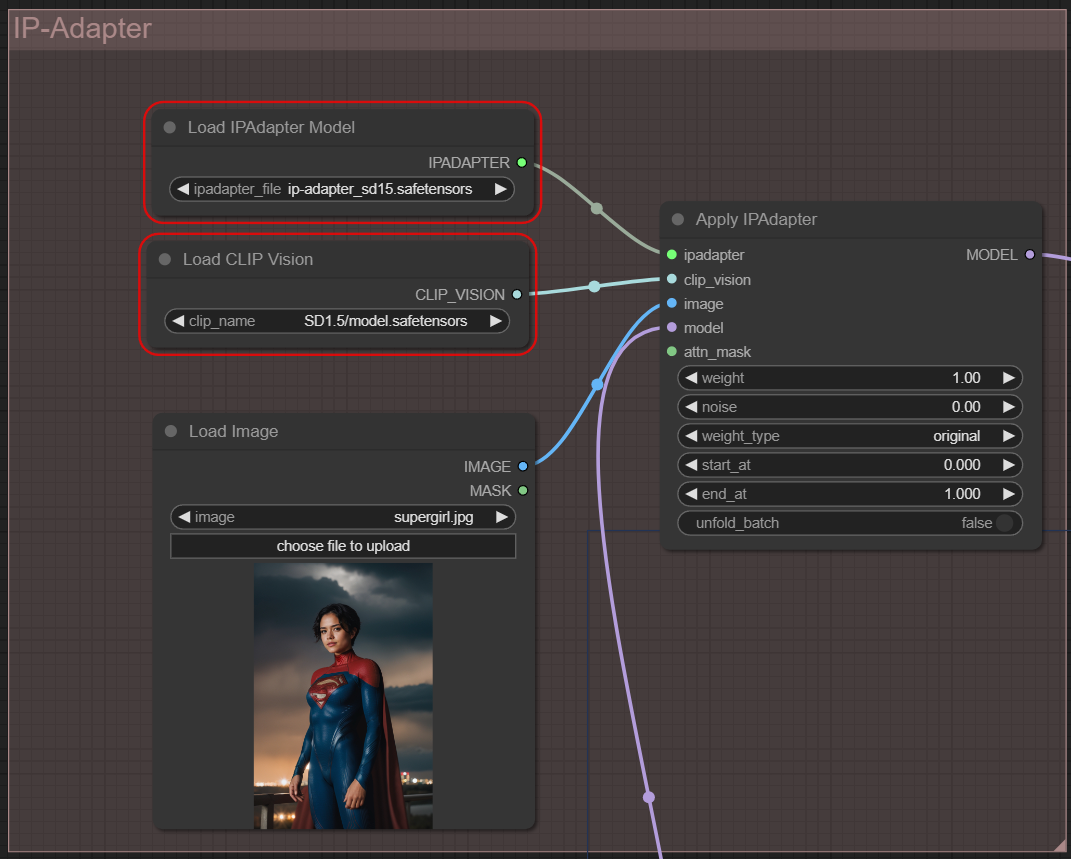 IP-Adapter
Load IPAdapter Model
IPADAPTER
ipadapter_file ip-adapter_sd15.safetensors
Load CLIP Vision
CLIP_VISION
clip_name SD1.5/model.safetensors
Load Image
IMAGE
MASK
image supergirl.jpg
choose file to upload
Apply IPAdapter
ipadapter MODEL
clip_vision
image
model
attn_mask
weight 1.00
noise 0.00
weight_type original
start_at 0.000
end_at 1.000
unfold_batch false